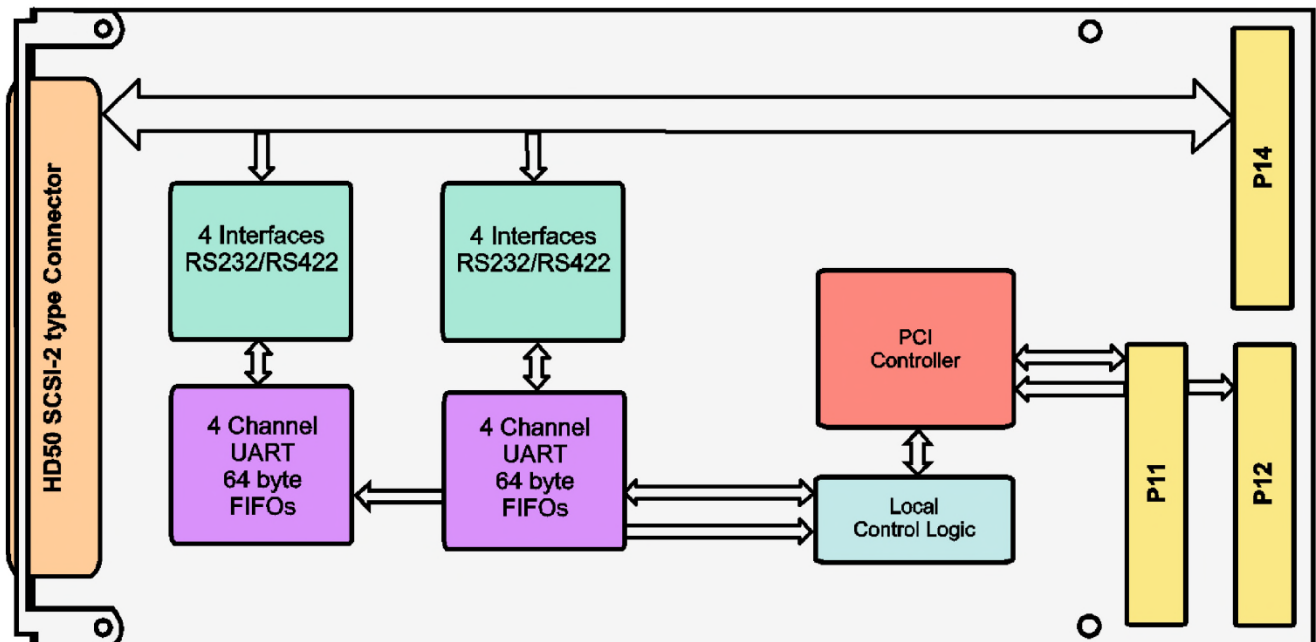 HD50 SCSI-2 type Connector
4 Interfaces
RS232/RS422
4 Interfaces
RS232/RS422
P14
PCI
Controller
4 Channel
UART
64 byte
FIFOs
4 Channel
UART
64 byte
FIFOs
Local
Control Logic
P11
P12